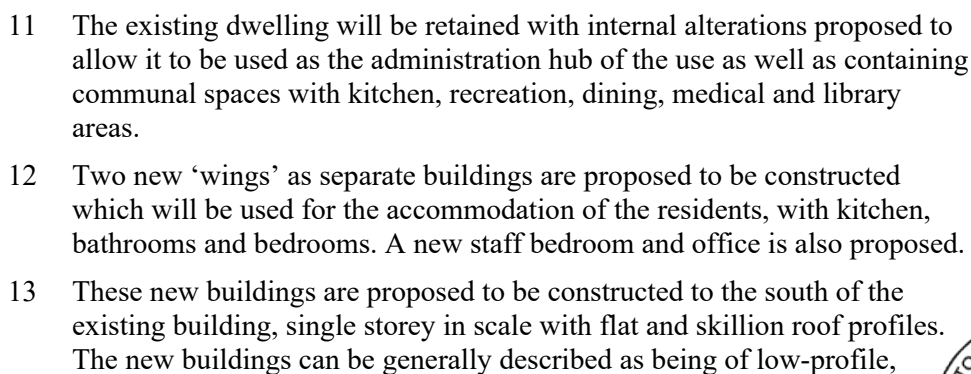 11 The existing dwelling will be retained with internal alterations proposed to
allow it to be used as the administration hub of the use as well as containing
communal spaces with kitchen, recreation, dining, medical and library
areas.
12 Two new ‘wings’ as separate buildings are proposed to be constructed
which will be used for the accommodation of the residents, with kitchen,
bathrooms and bedrooms. A new staff bedroom and office is also proposed.
13 These new buildings are proposed to be constructed to the south of the
existing building, single storey in scale with flat and skillion roof profiles.
The new buildings can be generally described as being of low-profile,